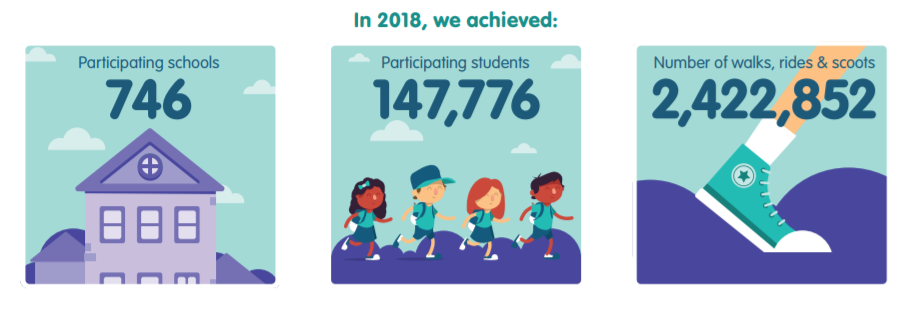 In 2018, we achieved:
Participating schools
746
Participating students
147,776
Number of walks, rides & scoots
2,422,852